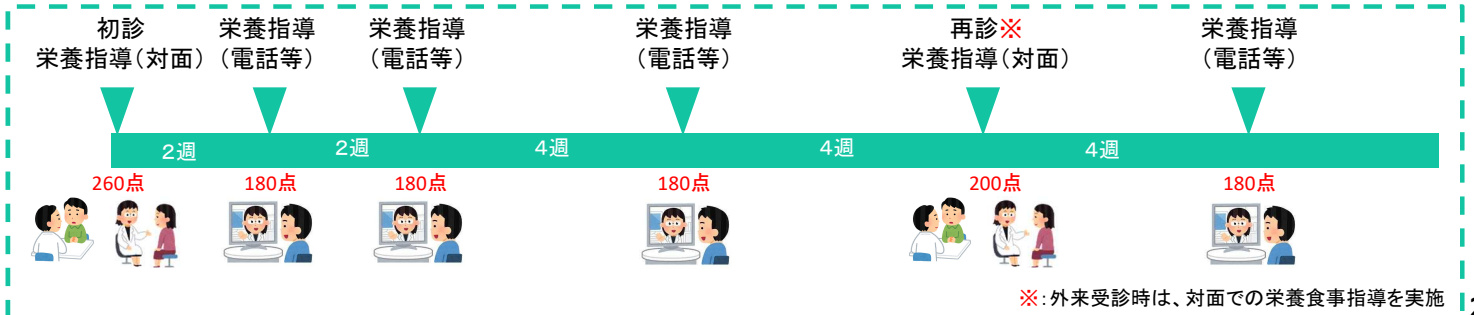 初診
栄養指導(対面)
栄養指導
(電話等)
栄養指導
(電話等)
栄養指導
(電話等)
再診※
栄養指導(対面)
栄養指導
(電話等)
2週
2週
4週
4週
4週
260点
180点
180点
180点
200点
180点
※:外来受診時は、対面での栄養食事指導を実施